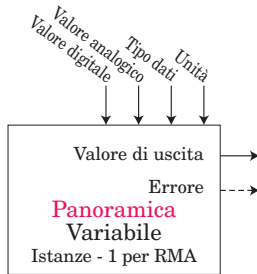 Valore digitale
Valore analogico
Tipo dati
Unità
Valore di uscita
Errore
Panoramica
Variabile
Istanze - 1 per RMA